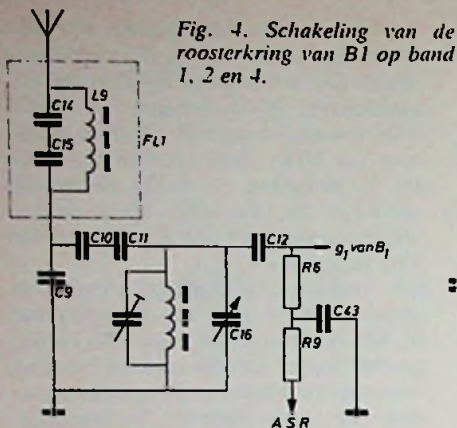 Fig. 4. Schakeling van de
roosterkring van B1 op band
1, 2 en 4.
C14
L9
C15
FL1
C10
C11
C12
g1 van B1
C9
R6
C16
C43
R9
ASR